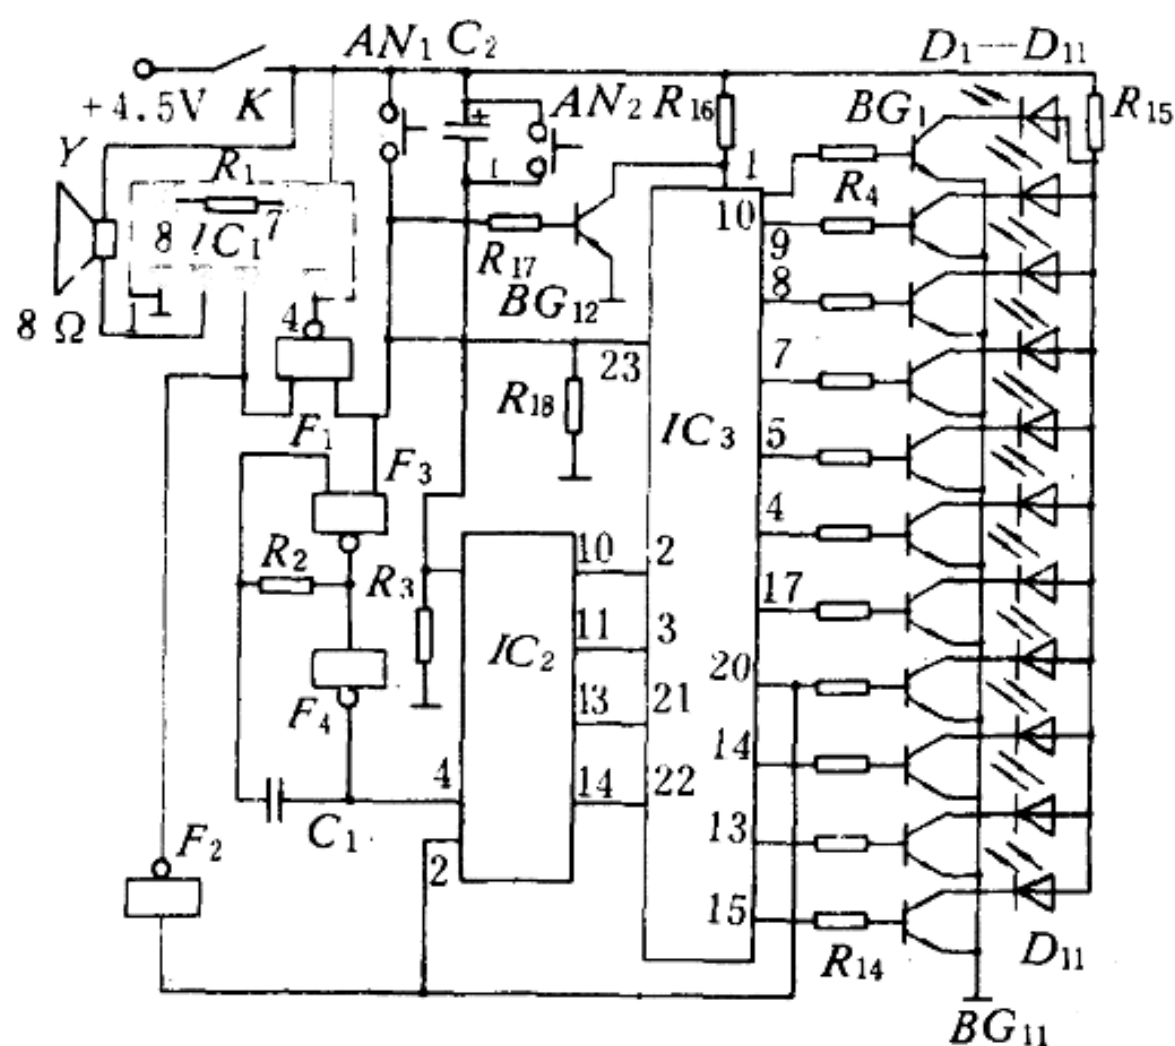 AN₁ C₂
D₁—D₁₁
+4.5V K
AN₂ R₁₆
BG₁
R₁₅
Y
R₁
1
8 IC₁ 7
10
R₄
R₁₇
9
BG₁₂
8
1
8 Ω
4
23
7
R₁₈
F₁
IC₃
5
F₃
4
R₂
R₃
10
2
17
11
3
IC₂
20
F₄
13
21
14
4
14
22
C₁
13
F₂
2
15
R₁₄
D₁₁
BG₁₁